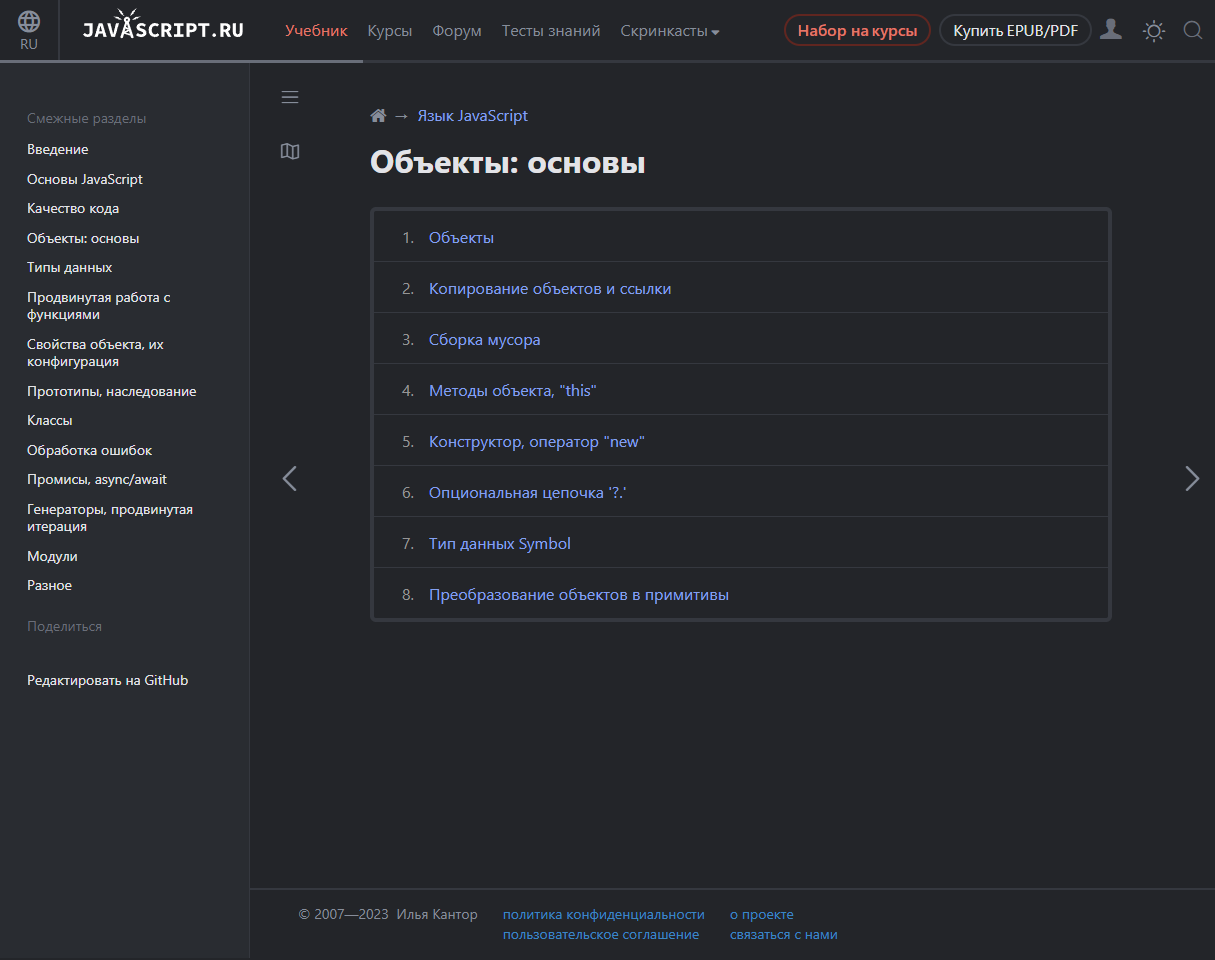 RU
JAVASCRIPT.RU
Учебник Курсы Форум Тесты знаний Скринкасты
Набор на курсы
Купить EPUB/PDF
Смежные разделы
Введение
Основы JavaScript
Качество кода
Объекты: основы
Типы данных
Продвинутая работа с
функциями
Свойства объекта, их
конфигурация
Прототипы, наследование
Классы
Обработка ошибок
Промисы, async/await
Генераторы, продвинутая
итерация
Модули
Разное
Поделиться
Редактировать на GitHub
→ Язык JavaScript
Объекты: основы
1. Объекты
2. Копирование объектов и ссылки
3. Сборка мусора
4. Методы объекта, "this"
5. Конструктор, оператор "new"
6. Опциональная цепочка '?.'
7. Тип данных Symbol
8. Преобразование объектов в примитивы
© 2007—2023 Илья Кантор
политика конфиденциальности
пользовательское соглашение
о проекте
связаться с нами